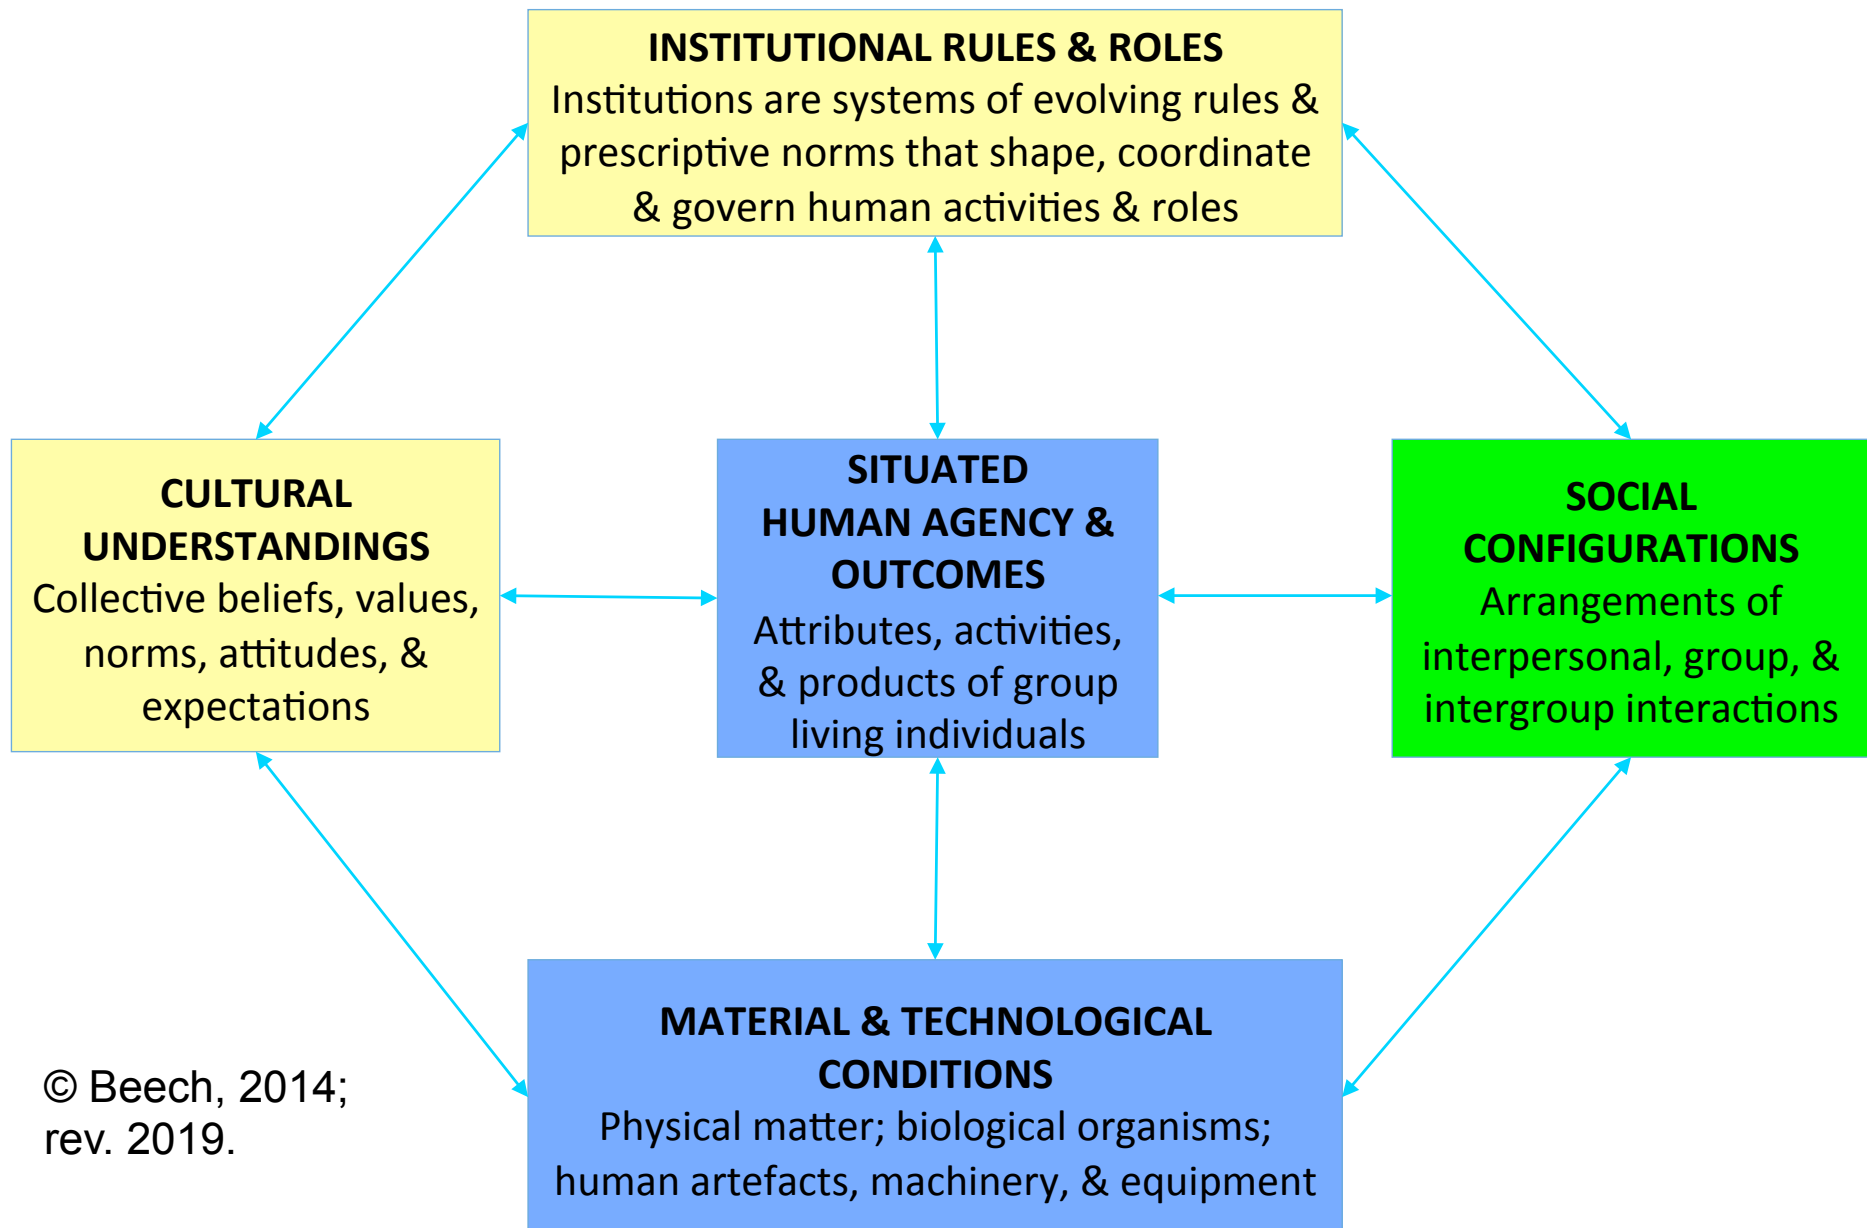 INSTITUTIONAL RULES & ROLES
Institutions are systems of evolving rules &
prescriptive norms that shape, coordinate
& govern human activities & roles
CULTURAL
UNDERSTANDINGS
Collective beliefs, values,
norms, attitudes, &
expectations
SITUATED
HUMAN AGENCY &
OUTCOMES
Attributes, activities,
& products of group
living individuals
SOCIAL
CONFIGURATIONS
Arrangements of
interpersonal, group, &
intergroup interactions
MATERIAL & TECHNOLOGICAL
CONDITIONS
Physical matter; biological organisms;
human artefacts, machinery, & equipment
© Beech, 2014;
rev. 2019.